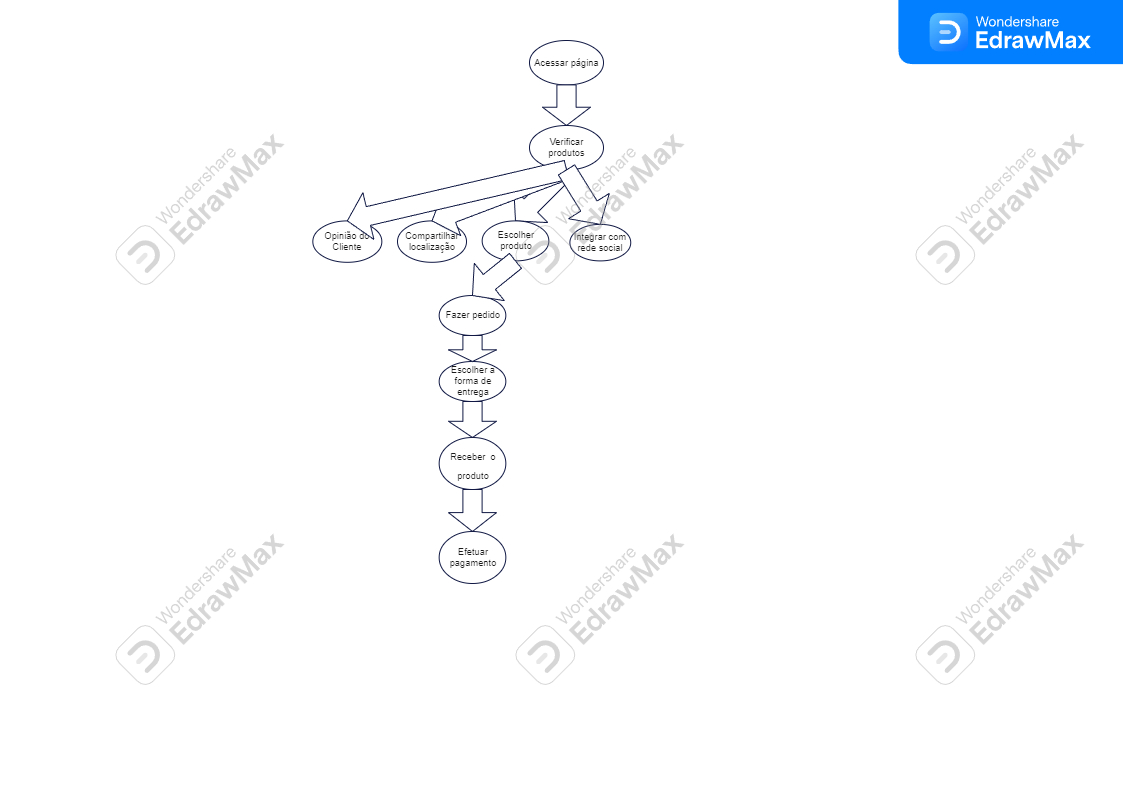 Wondershare
EdrawMax
Acessar página
Verificar
produtos
Wondershare
EdrawMax
Wondershare
EdrawMax
Wondershare
EdrawMax
Opinião do
Cliente
Compartilhar
localização
Escolher
produto
Integrar com
rede social
Fazer pedido
Escolher a
forma de
entrega
Receber o
produto
Efetuar
pagamento
Wondershare
EdrawMax
Wondershare
EdrawMax
Wondershare
EdrawMax